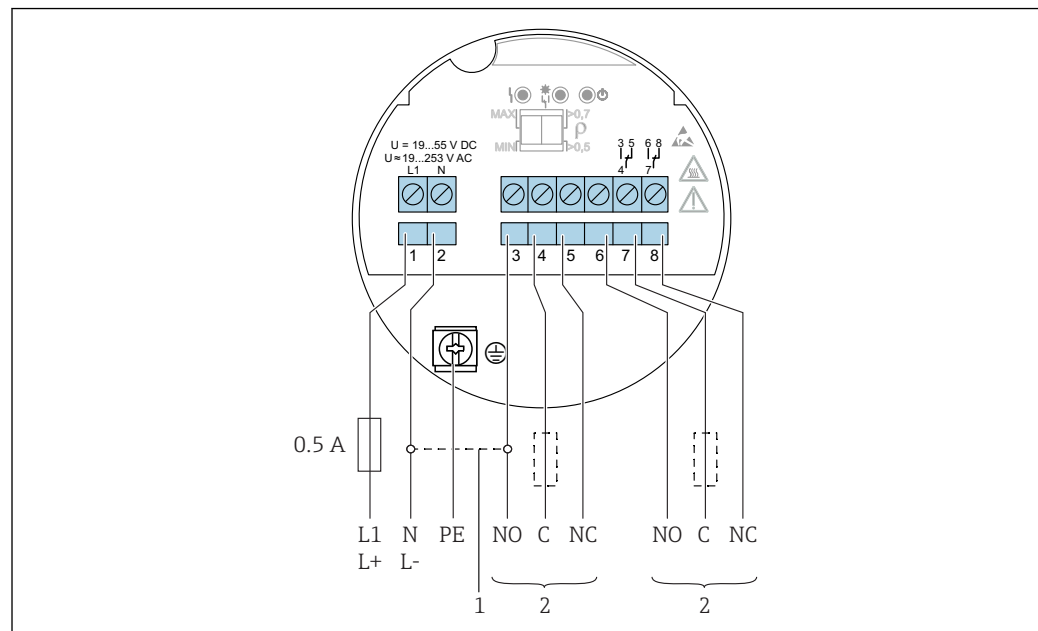 MAX >0,7
ρ
MIN >0,5
U = 19...55 V DC
U≈19...253 V AC
L1 N
3 5
4
6 8
7
1 2 3 4 5 6 7 8
0.5 A
L1 N PE NO C NC NO C NC
L+ L-
1 2 2